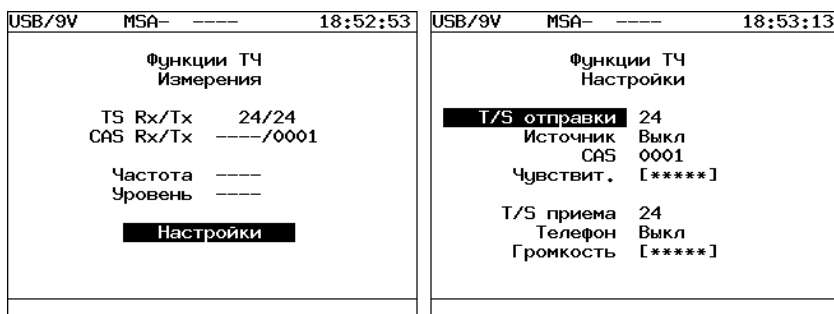 USB/9V MSA- ---- 18:52:53
Функции ТЧ
Измерения
TS Rx/Tx 24/24
CAS Rx/Tx ----/0001
Частота ----
Уровень ----
Настройки
USB/9V MSA- ---- 18:53:13
Функции ТЧ
Настройки
T/S отправки 24
Источник Выкл
CAS 0001
Чувствит. [*****]
T/S приема 24
Телефон Выкл
Громкость [*****]